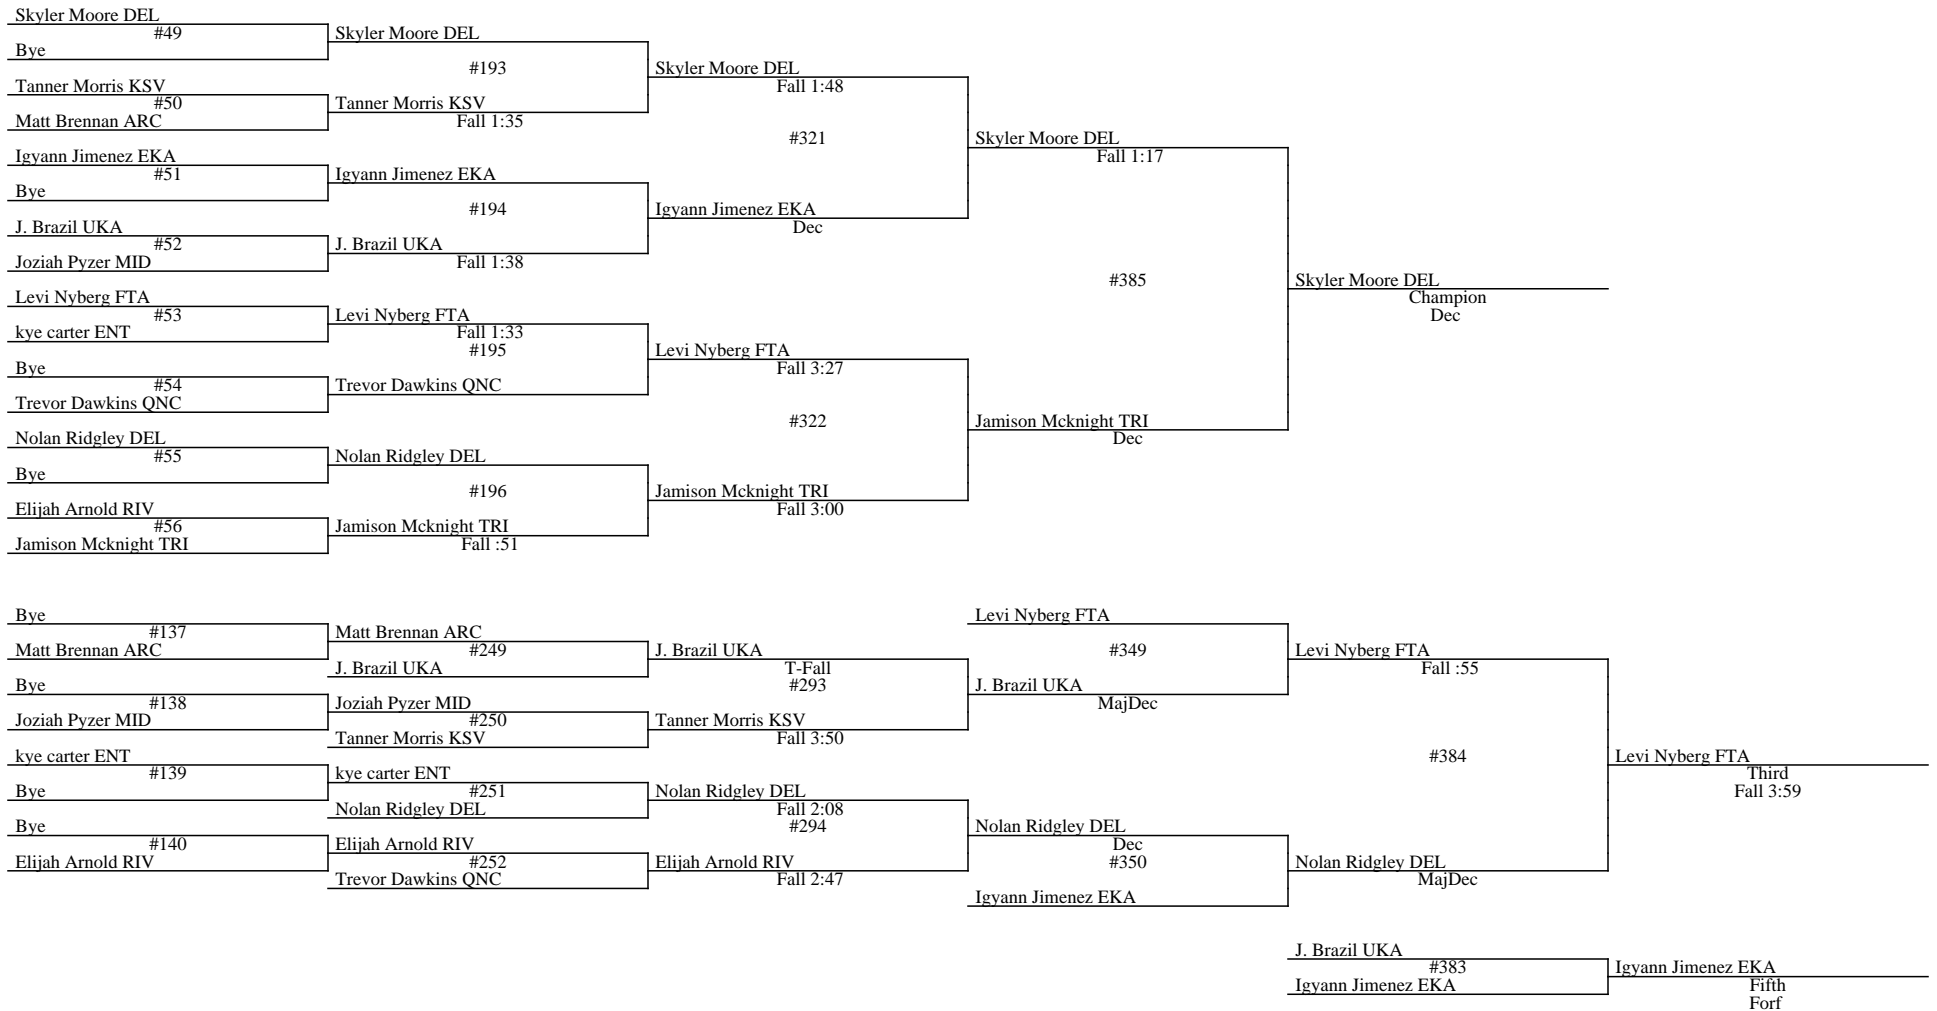 Skyler Moore DEL
#49
Bye
Skyler Moore DEL
#193
Tanner Morris KSV
#50
Matt Brennan ARC
Tanner Morris KSV
Fall 1:35
Skyler Moore DEL
Fall 1:48
#321
Igyann Jimenez EKA
#51
Bye
Igyann Jimenez EKA
#194
J. Brazil UKA
#52
Joziah Pyzer MID
J. Brazil UKA
Fall 1:38
Igyann Jimenez EKA
Dec
Skyler Moore DEL
Fall 1:17
#385
Levi Nyberg FTA
#53
kye carter ENT
Levi Nyberg FTA
Fall 1:33
#195
Bye
#54
Trevor Dawkins QNC
Trevor Dawkins QNC
Levi Nyberg FTA
Fall 3:27
#322
Nolan Ridgley DEL
#55
Bye
Nolan Ridgley DEL
#196
Elijah Arnold RIV
#56
Jamison Mcknight TRI
Jamison Mcknight TRI
Fall :51
Jamison Mcknight TRI
Fall 3:00
Jamison Mcknight TRI
Dec
Skyler Moore DEL
Champion
Dec
Bye
#137
Matt Brennan ARC
Matt Brennan ARC
#249
J. Brazil UKA
J. Brazil UKA
T-Fall
#293
Bye
#138
Joziah Pyzer MID
Joziah Pyzer MID
#250
Tanner Morris KSV
Tanner Morris KSV
Fall 3:50
Levi Nyberg FTA
#349
J. Brazil UKA
MajDec
Levi Nyberg FTA
Fall :55
#384
kye carter ENT
#139
Bye
kye carter ENT
#251
Nolan Ridgley DEL
Nolan Ridgley DEL
Fall 2:08
#294
Bye
#140
Elijah Arnold RIV
Elijah Arnold RIV
#252
Trevor Dawkins QNC
Elijah Arnold RIV
Fall 2:47
Nolan Ridgley DEL
Dec
#350
Igyann Jimenez EKA
Nolan Ridgley DEL
MajDec
Levi Nyberg FTA
Third
Fall 3:59
J. Brazil UKA
#383
Igyann Jimenez EKA
Igyann Jimenez EKA
Fifth
Forf